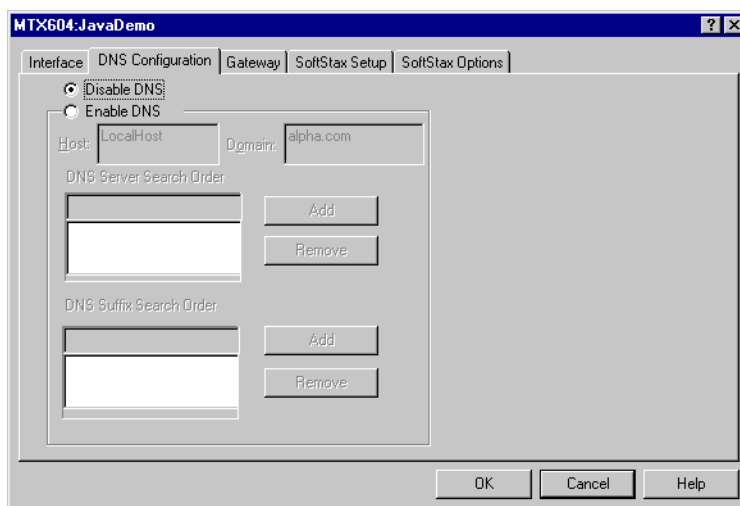 MTX604:JavaDemo
Interface DNS Configuration Gateway SoftStax Setup SoftStax Options
Disable DNS
Enable DNS
Host: LocalHost Domain: alpha.com
DNS Server Search Order
Add
Remove
DNS Suffix Search Order
Add
Remove
OK Cancel Help